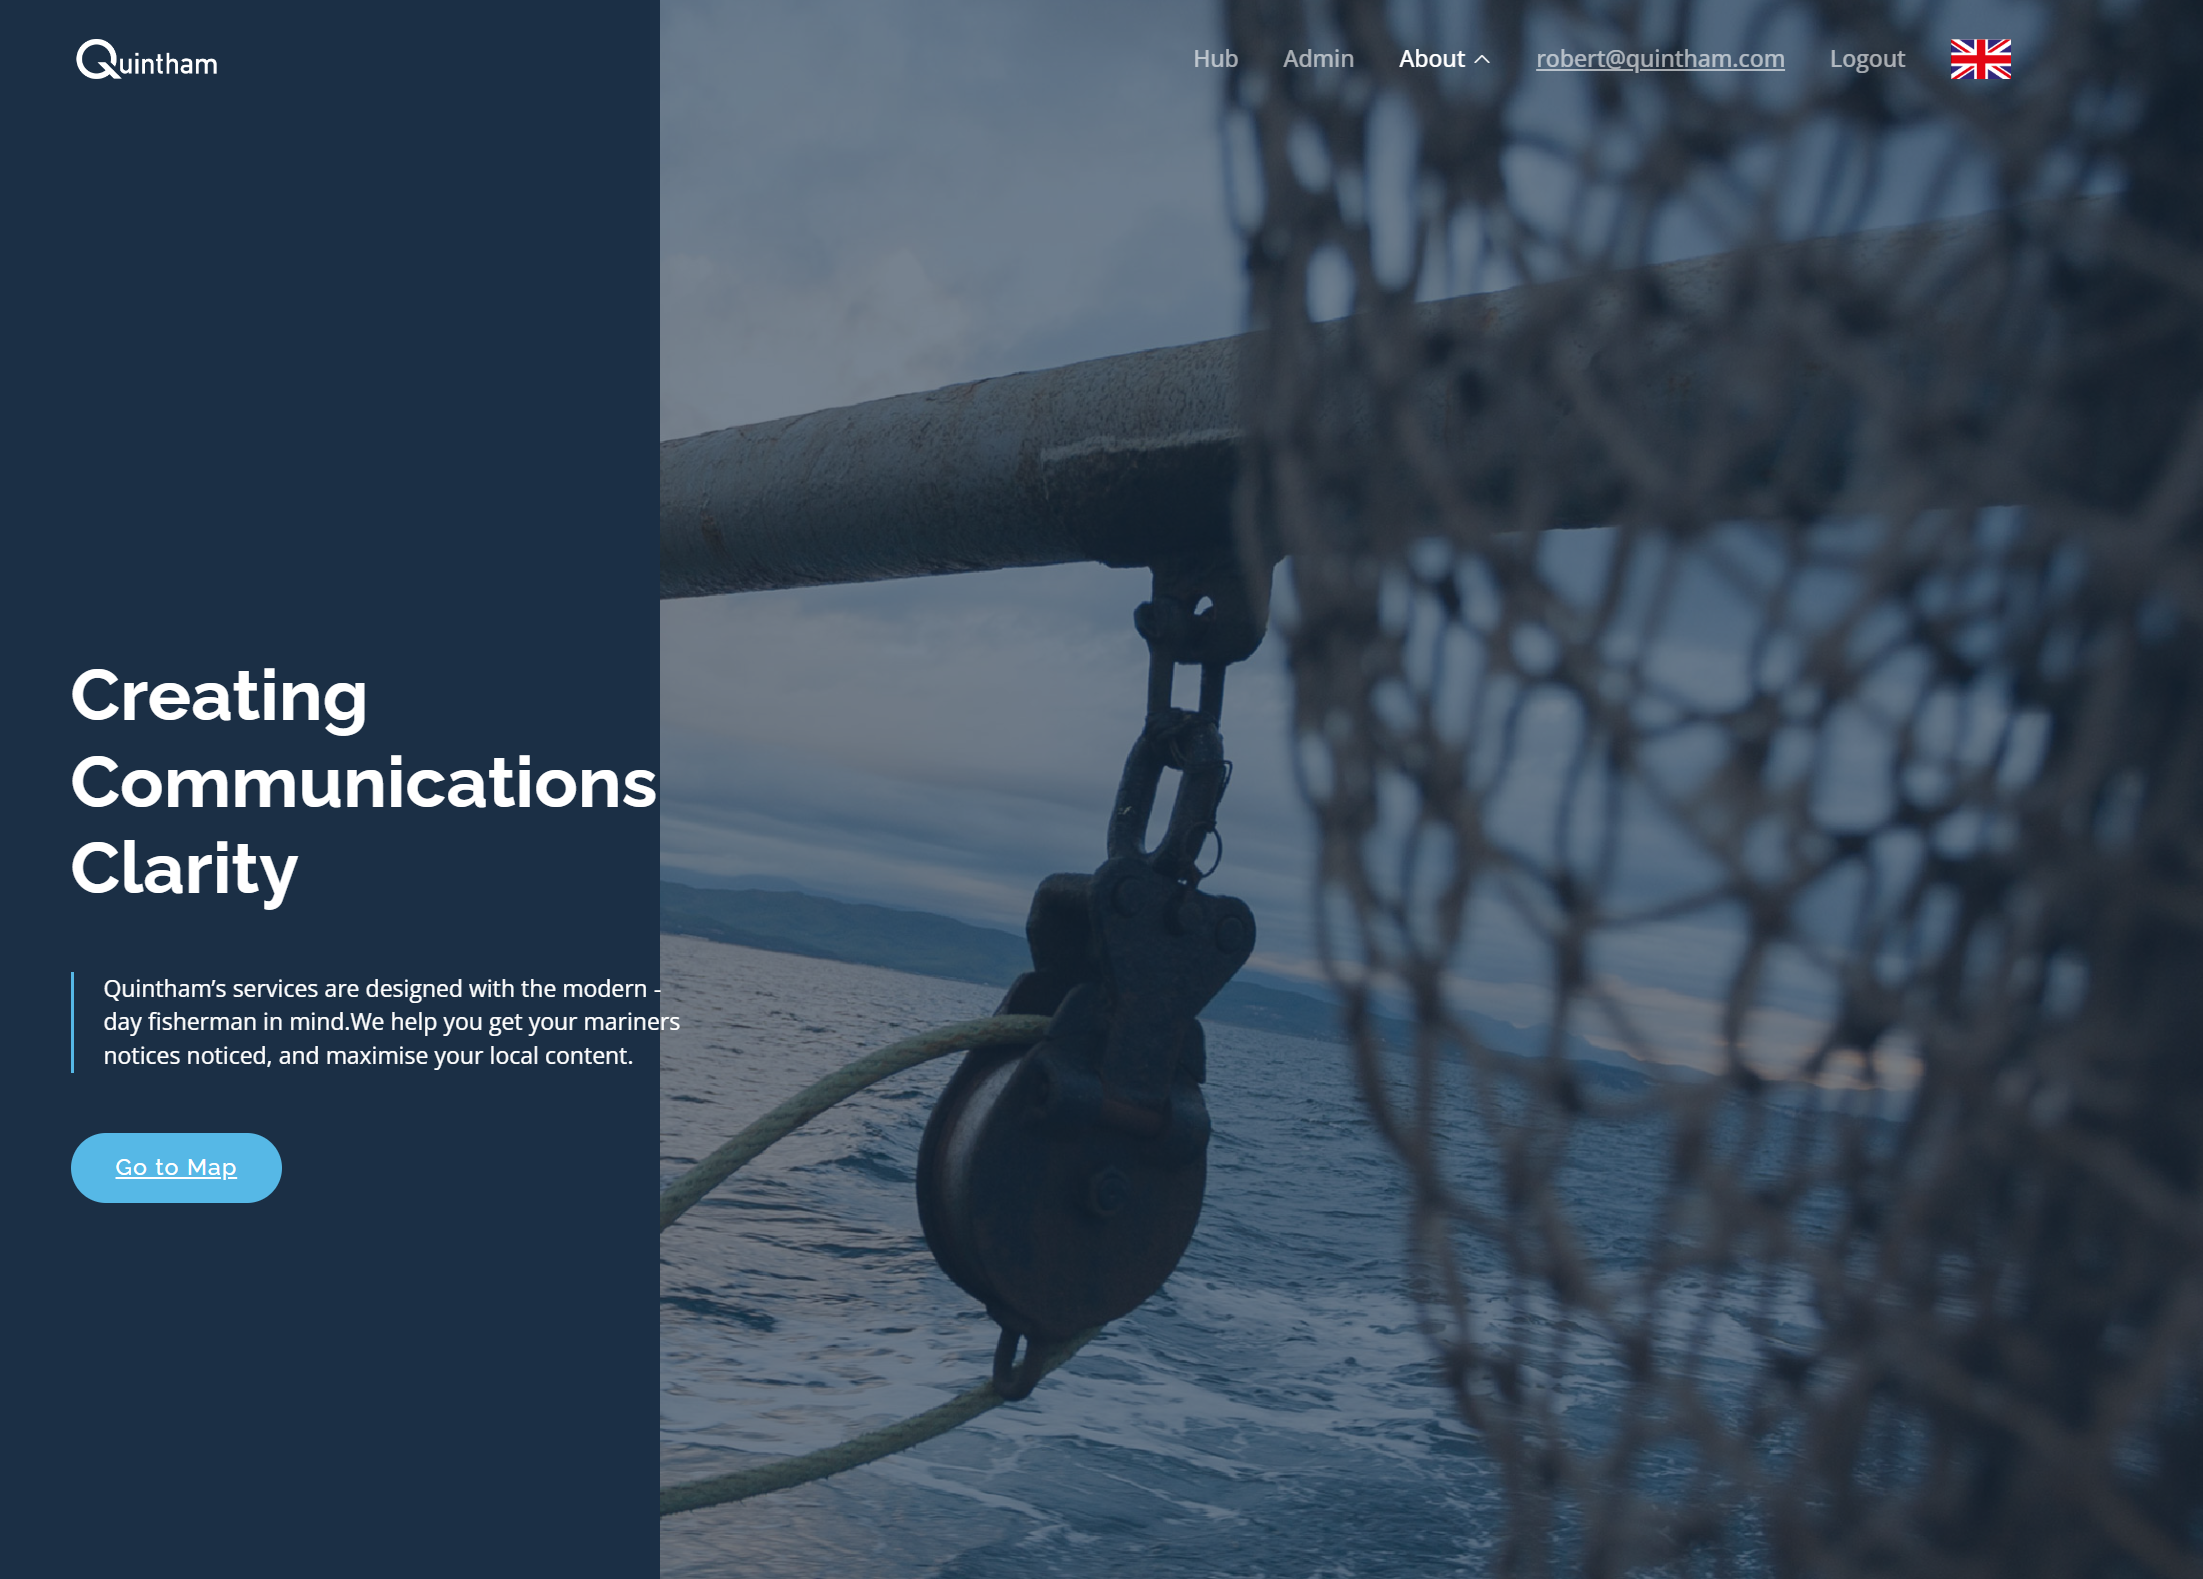 Quintham
Hub Admin About robert@quintham.com Logout
Creating
Communications
Clarity
Quintham’s services are designed with the modern -
day fisherman in mind.We help you get your mariners
notices noticed, and maximise your local content.
Go to Map